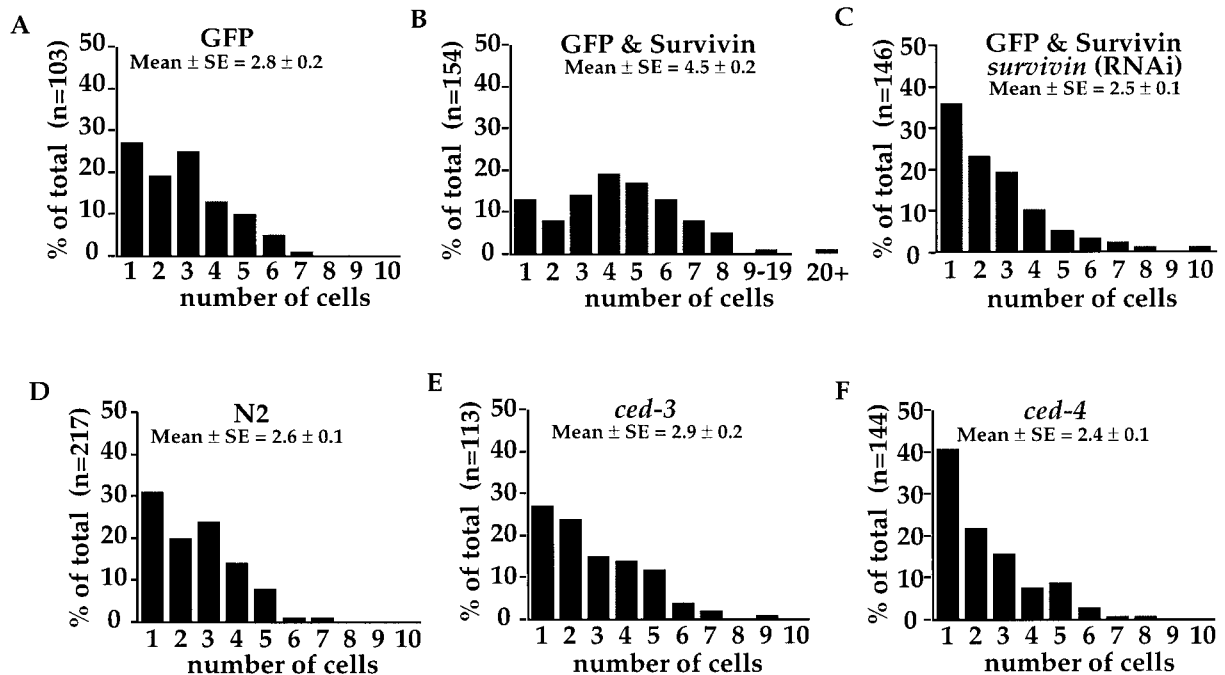 A
GFP
Mean ± SE = 2.8 ± 0.2
% of total (n=103)
50
40
30
20
10
0
1 2 3 4 5 6 7 8 9 10
number of cells
B
GFP & Survivin
Mean ± SE = 4.5 ± 0.2
% of total (n=154)
50
40
30
20
10
0
1 2 3 4 5 6 7 8 9-19 20+
number of cells
C
GFP & Survivin
survivin (RNAi)
Mean ± SE = 2.5 ± 0.1
% of total (n=146)
50
40
30
20
10
0
1 2 3 4 5 6 7 8 9 10
number of cells
D
N2
Mean ± SE = 2.6 ± 0.1
% of total (n=217)
50
40
30
20
10
0
1 2 3 4 5 6 7 8 9 10
number of cells
E
ced-3
Mean ± SE = 2.9 ± 0.2
% of total (n=113)
50
40
30
20
10
0
1 2 3 4 5 6 7 8 9 10
number of cells
F
ced-4
Mean ± SE = 2.4 ± 0.1
% of total (n=144)
50
40
30
20
10
0
1 2 3 4 5 6 7 8 9 10
number of cells